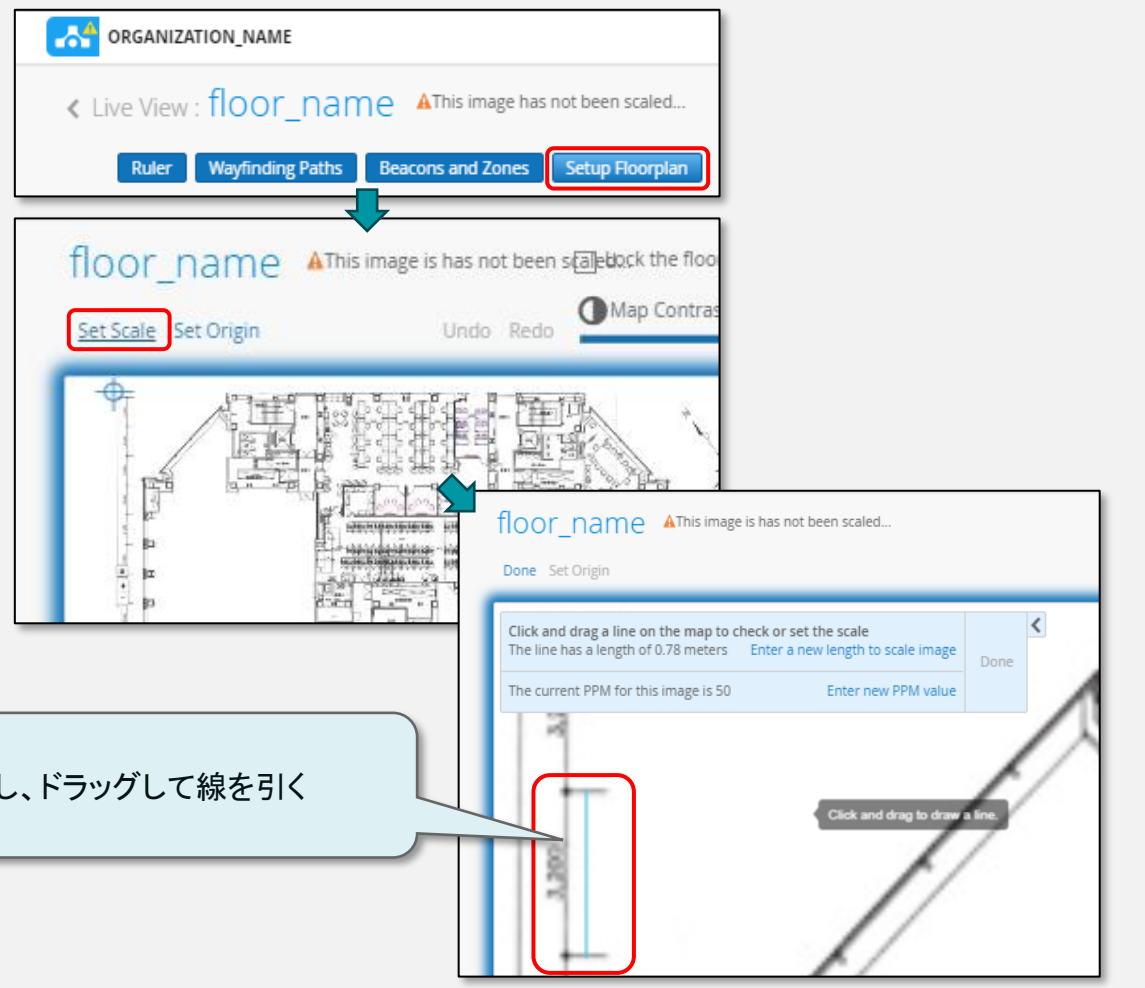 ORGANIZATION_NAME
Live View : floor_name This image has not been scaled...
Ruler Wayfinding Paths Beacons and Zones Setup Floorplan
floor_name This image is has not been scaled... Lock the floo
Set Scale Set Origin Undo Redo Map Contras
floor_name This image is has not been scaled...
Done Set Origin
Click and drag a line on the map to check or set the scale
The line has a length of 0.78 meters Enter a new length to scale image
Done
The current PPM for this image is 50 Enter new PPM value
し、ドラッグして線を引く
Click and drag to draw a line.
3,200